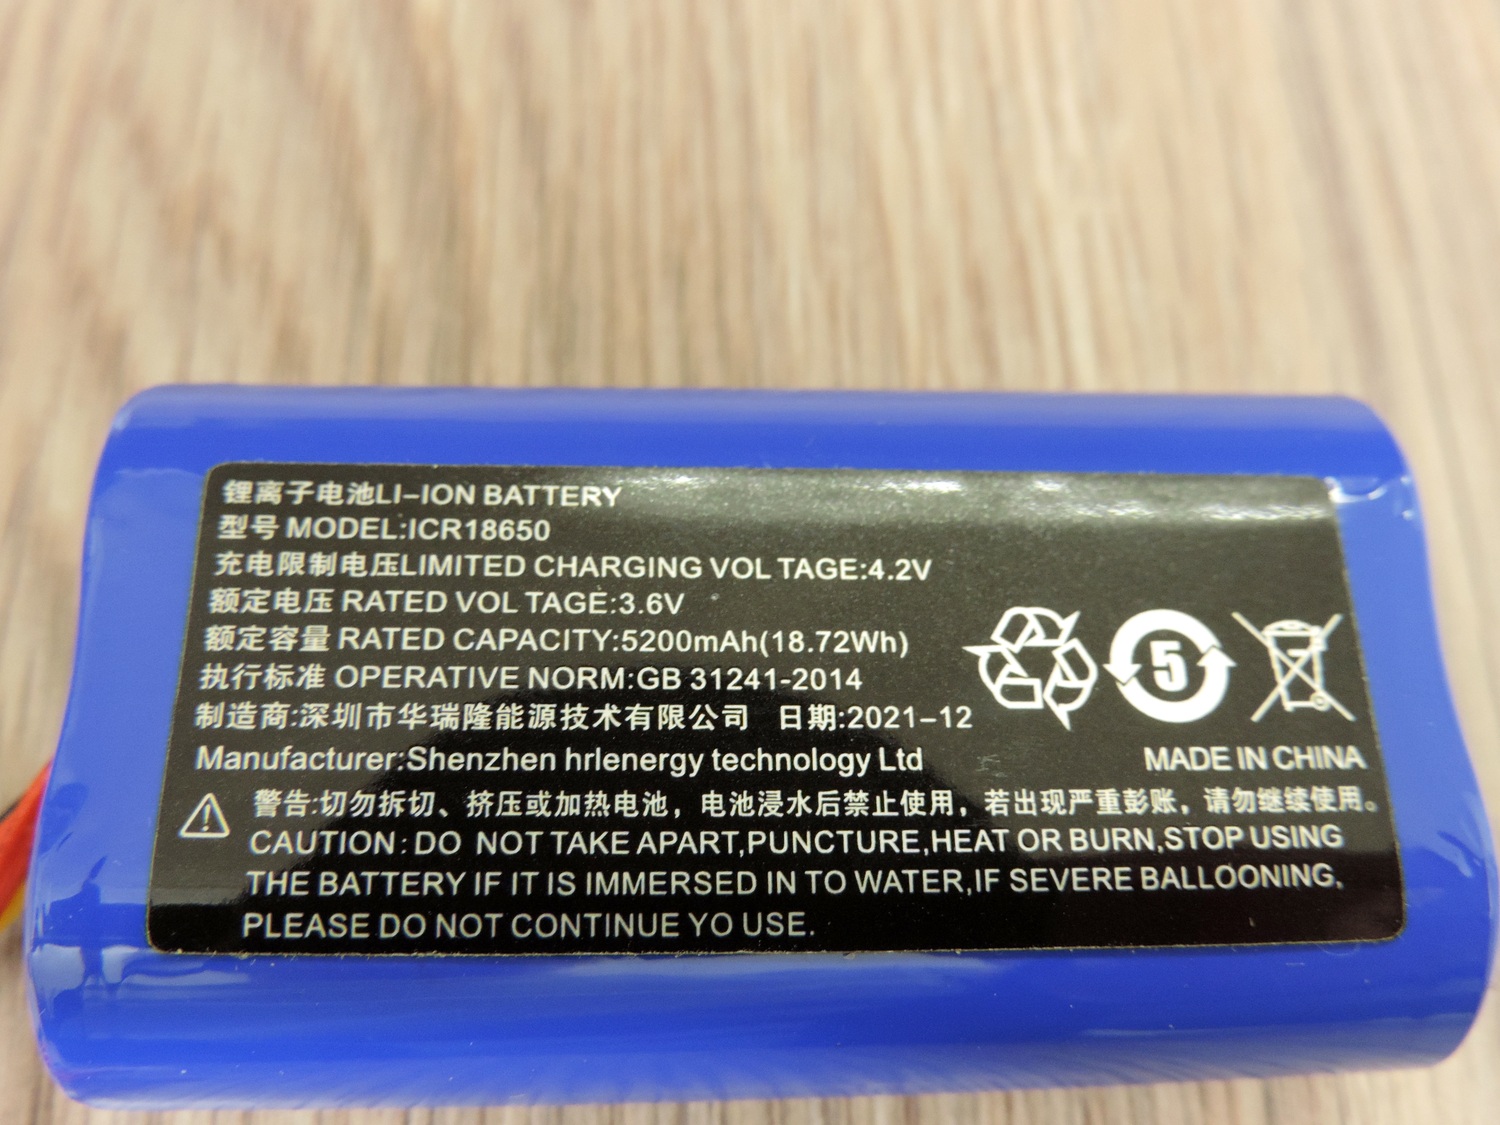 锂离子电池LI-ION BATTERY
型号 MODEL:ICR18650
充电限制电压LIMITED CHARGING VOL TAGE:4.2V
额定电压 RATED VOL TAGE:3.6V
额定容量 RATED CAPACITY:5200mAh(18.72Wh)
执行标准 OPERATIVE NORM:GB 31241-2014
制造商:深圳市华瑞隆能源技术有限公司 日期:2021-12
Manufacturer:Shenzhen hrlenergy technology Ltd
5
MADE IN CHINA
警告:切勿拆切、挤压或加热电池，电池浸水后禁止使用，若出现严重彭账，请勿继续使用。
CAUTION:DO NOT TAKE APART,PUNCTURE,HEAT OR BURN,STOP USING
THE BATTERY IF IT IS IMMERSED IN TO WATER,IF SEVERE BALLOONING,
PLEASE DO NOT CONTINUE YO USE.